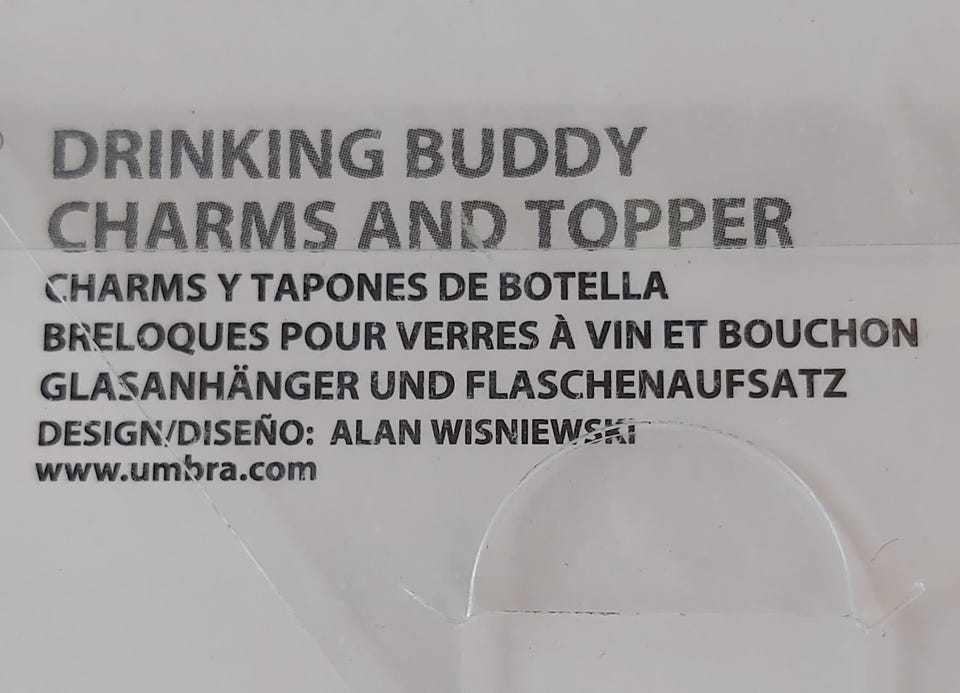 DRINKING BUDDY
CHARMS AND TOPPER
CHARMS Y TAPONES DE BOTELLA
BRELOQUES POUR VERRES À VIN ET BOUCHON
GLASANHÄNGER UND FLASCHENAUFSATZ
DESIGN/DISEÑO: ALAN WISNIEWSKI
www.umbra.com